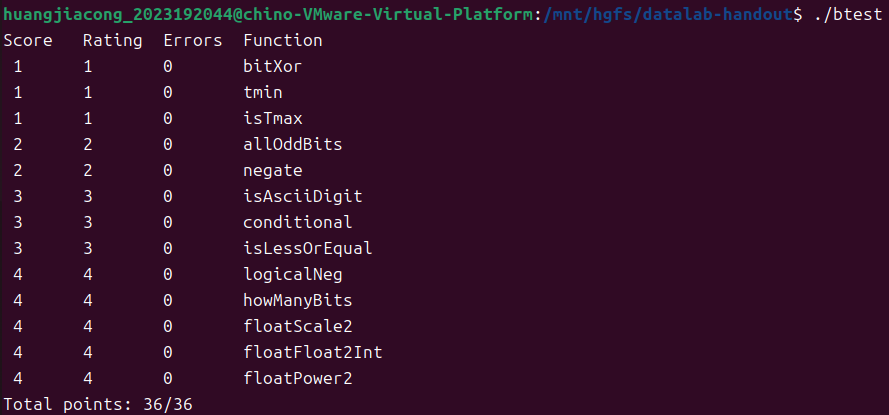 huangjiacong_2023192044@chino-VMware-Virtual-Platform:/mnt/hgfs/datalab-handout$ ./btest
Score Rating Errors Function
1 1 0 bitXor
1 1 0 tmin
1 1 0 isTmax
2 2 0 allOddBits
2 2 0 negate
3 3 0 isAsciiDigit
3 3 0 conditional
3 3 0 isLessOrEqual
4 4 0 logicalNeg
4 4 0 howManyBits
4 4 0 floatScale2
4 4 0 floatFloat2Int
4 4 0 floatPower2
Total points: 36/36